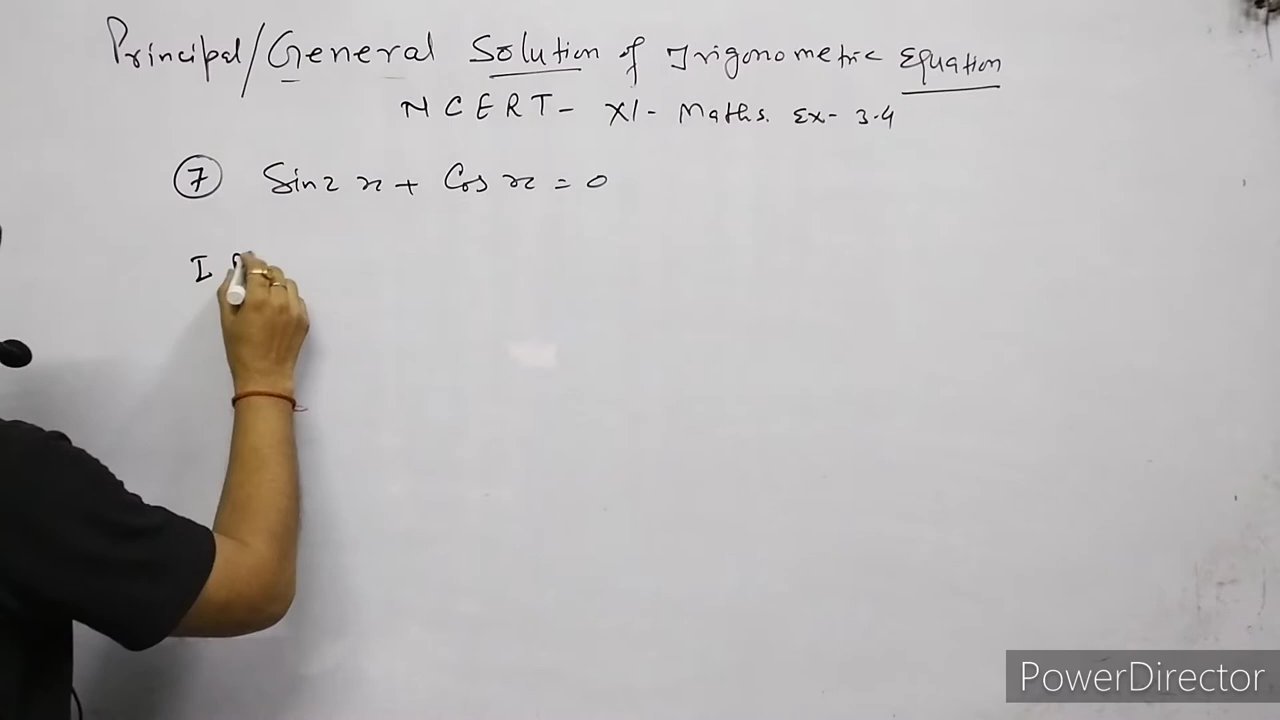 Principal/General Solution of Trigonometric Equation
NCERT- XI- Maths. Ex- 3.4
7 Sin2x + Cos x = 0
I
PowerDirector